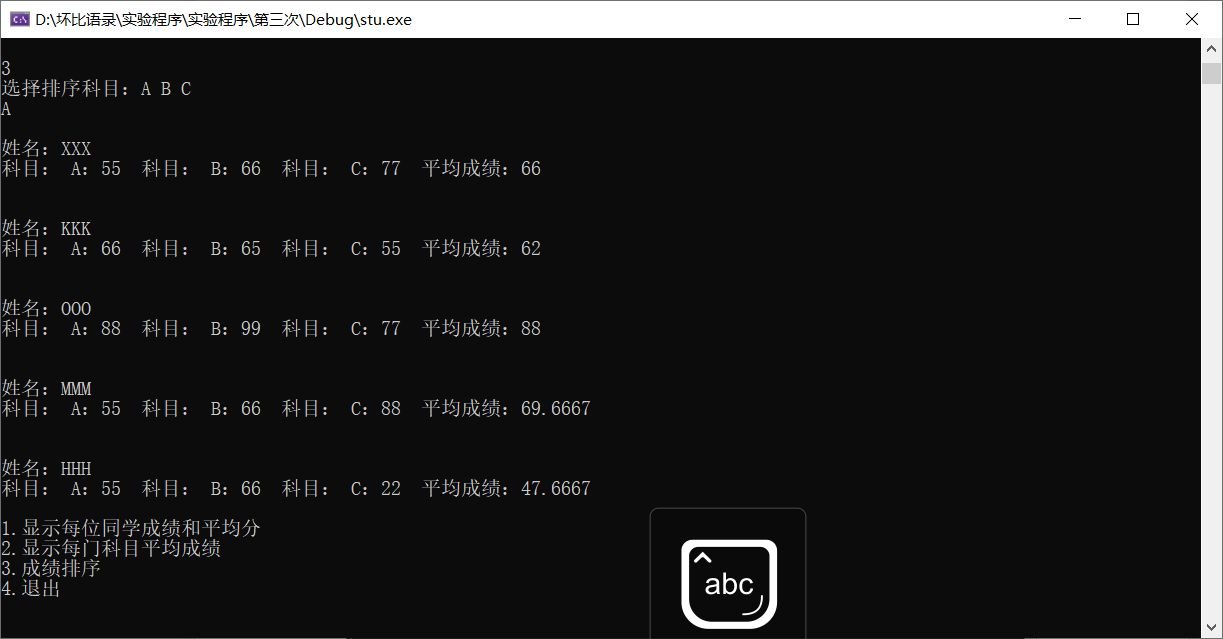 D:\坏比语录\实验程序\实验程序\第三次\Debug\stu.exe
3
选择排序科目：A B C
A
姓名：XXX
科目： A：55 科目： B：66 科目： C：77 平均成绩：66
姓名：KKK
科目： A：66 科目： B：65 科目： C：55 平均成绩：62
姓名：OOO
科目： A：88 科目： B：99 科目： C：77 平均成绩：88
姓名：MMM
科目： A：55 科目： B：66 科目： C：88 平均成绩：69.6667
姓名：HHH
科目： A：55 科目： B：66 科目： C：22 平均成绩：47.6667
1.显示每位同学成绩和平均分
2.显示每门科目平均成绩
3.成绩排序
4.退出
abc